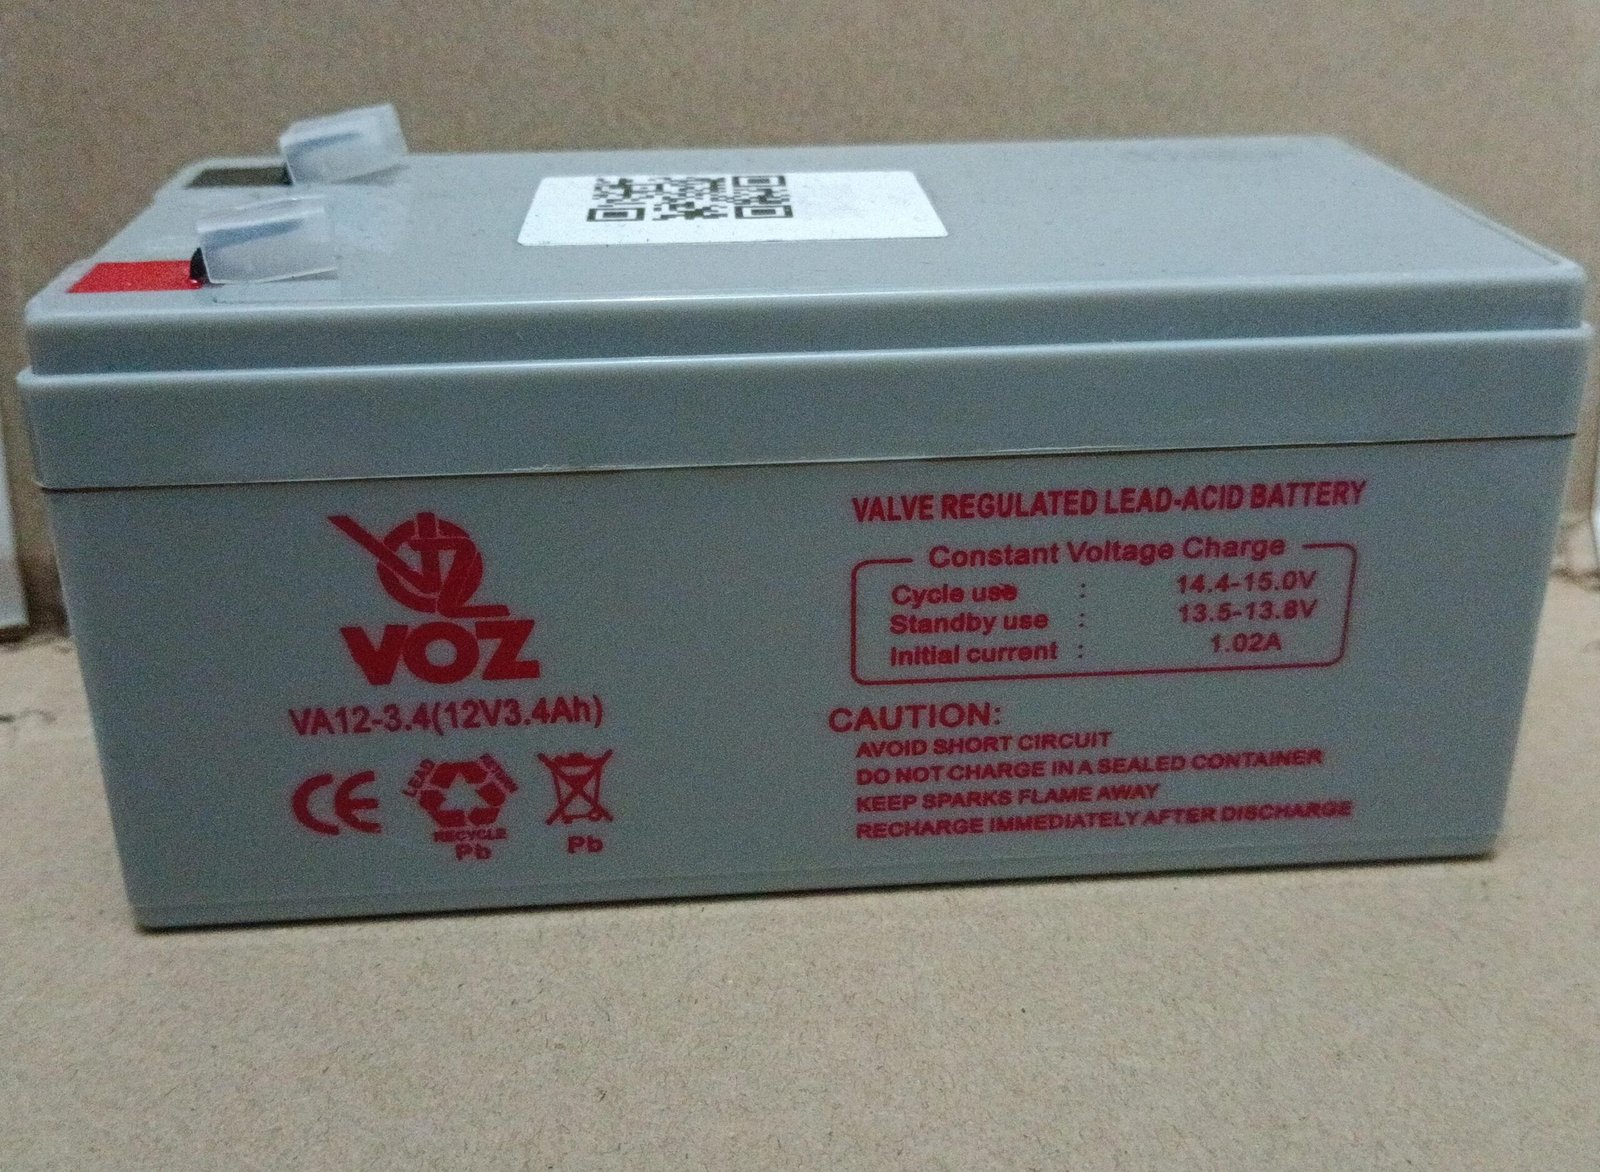 VOZ
VA12-3.4(12V3.4Ah)
CE
LEAD RETURN
RECYCLE
Pb
Pb
VALVE REGULATED LEAD-ACID BATTERY
Constant Voltage Charge
Cycle use : 14.4-15.0V
Standby use : 13.5-13.8V
Initial current : 1.02A
CAUTION:
AVOID SHORT CIRCUIT
DO NOT CHARGE IN A SEALED CONTAINER
KEEP SPARKS FLAME AWAY
RECHARGE IMMEDIATELY AFTER DISCHARGE